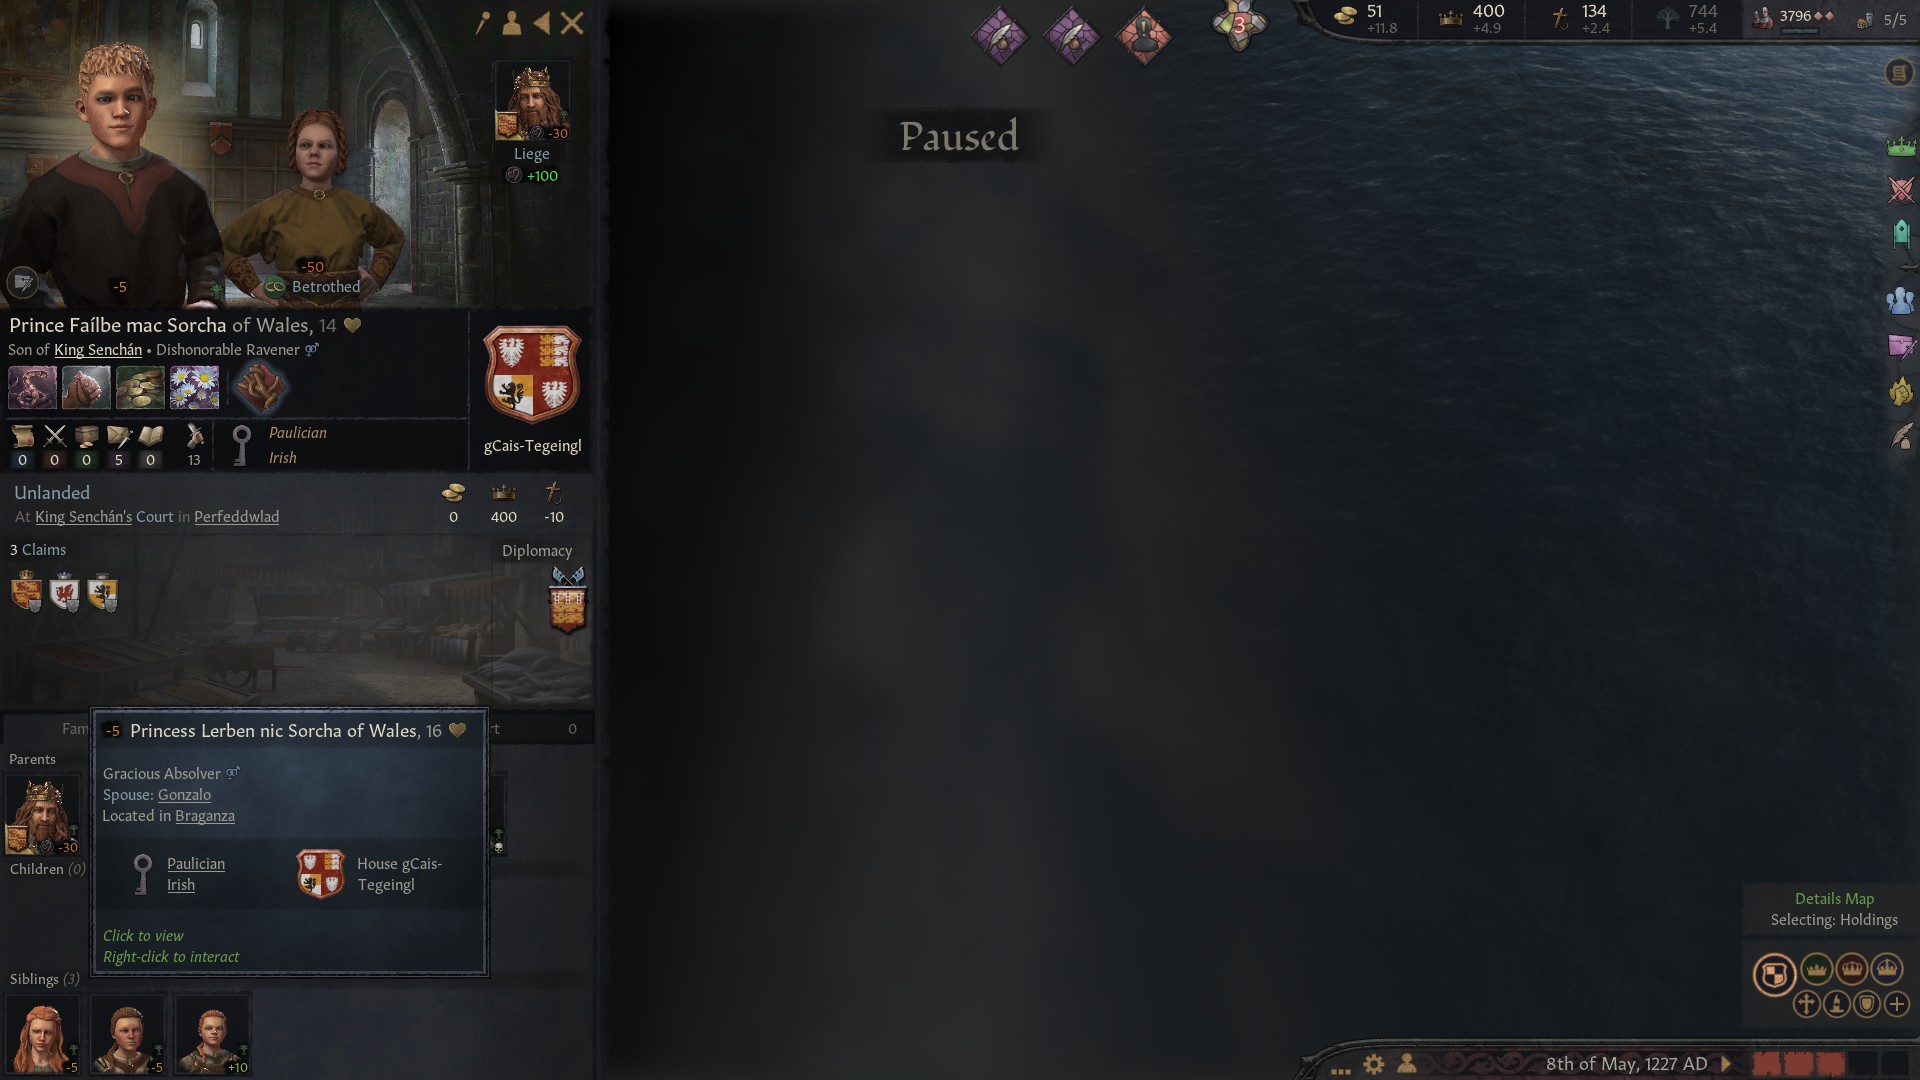 51
+11.8
400
+4.9
134
+2.4
744
+5.4
3796
5/5
3
Paused
-30
Liege
+100
-50
-5
Betrothed
Prince Faílbe mac Sorcha of Wales, 14
Son of King Senchán • Dishonorable Ravener
gCais-Tegeingl
0
0
0
5
0
13
Paulician
Irish
Unlanded
At King Senchán's Court in Perfeddwlad
0
400
-10
3 Claims
Diplomacy
Fam
rt
0
Parents
-30
Children (0)
-5 Princess Lerben nic Sorcha of Wales, 16
Gracious Absolver
Spouse: Gonzalo
Located in Braganza
Paulician
Irish
House gCais-
Tegeingl
Click to view
Right-click to interact
Siblings (3)
-5
-5
+10
Details Map
Selecting: Holdings
8th of May, 1227 AD